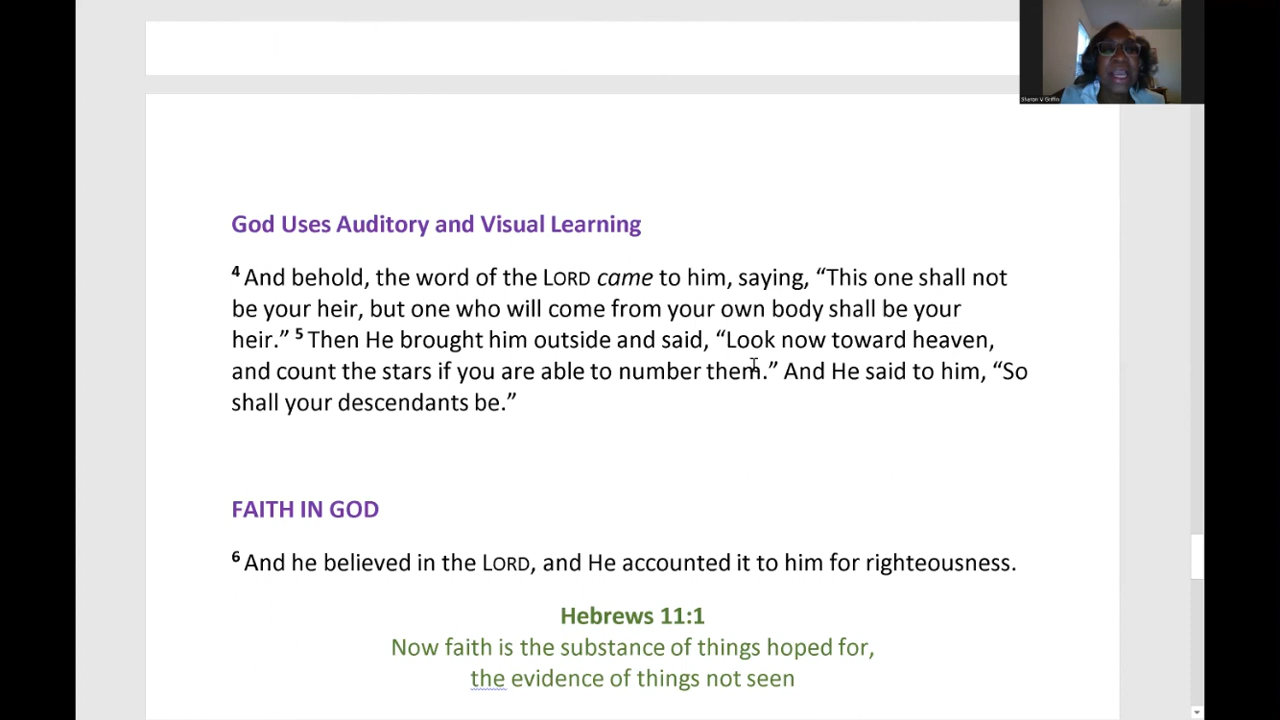 Sharon V Griffin
God Uses Auditory and Visual Learning
4 And behold, the word of the LORD came to him, saying, “This one shall not
be your heir, but one who will come from your own body shall be your
heir.” 5 Then He brought him outside and said, “Look now toward heaven,
and count the stars if you are able to number them.” And He said to him, “So
shall your descendants be.”
FAITH IN GOD
6 And he believed in the LORD, and He accounted it to him for righteousness.
Hebrews 11:1
Now faith is the substance of things hoped for,
the evidence of things not seen